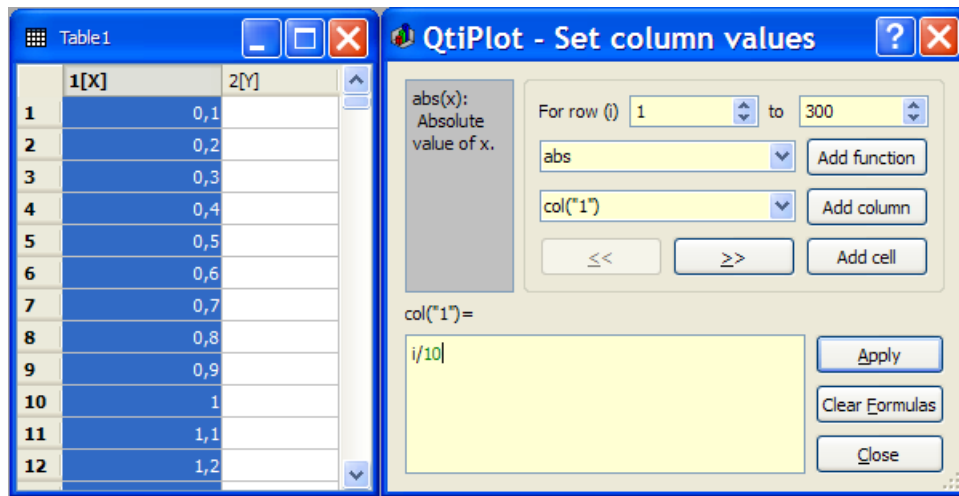 Table1
1[X] 2[Y]
1 0,1
2 0,2
3 0,3
4 0,4
5 0,5
6 0,6
7 0,7
8 0,8
9 0,9
10 1
11 1,1
12 1,2
QtiPlot - Set column values
abs(x):
Absolute
value of x.
For row (i) 1 to 300
abs Add function
col("1") Add column
<< >> Add cell
col("1")=
i/10
Apply
Clear Formulas
Close